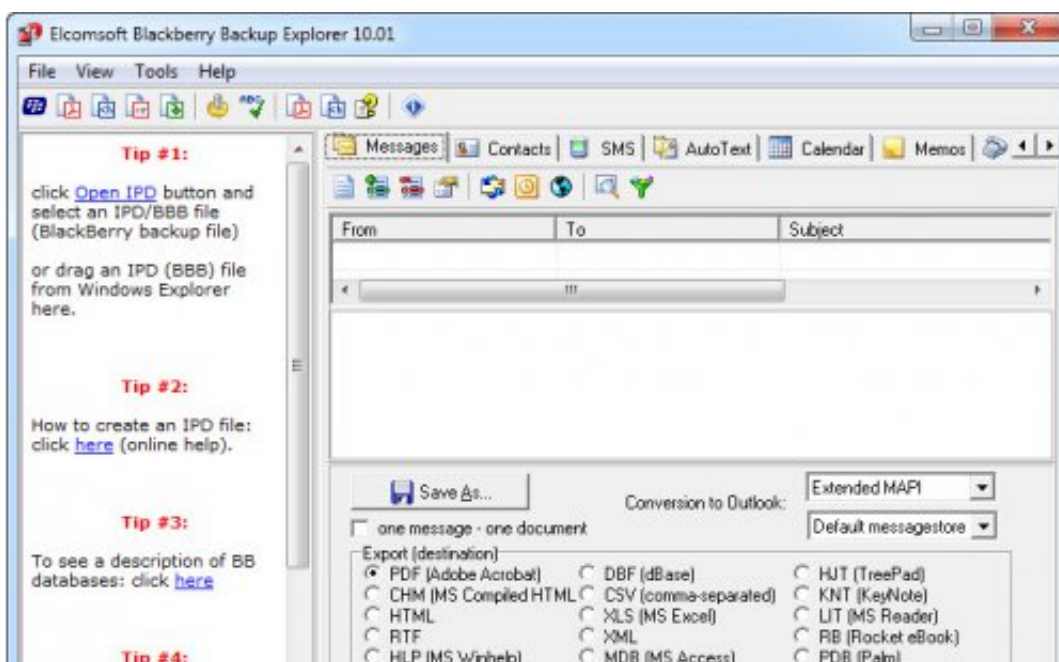 Elcomsoft Blackberry Backup Explorer 10.01
File View Tools Help
Tip #1:
click Open IPD button and
select an IPD/BBB file
(BlackBerry backup file)
or drag an IPD (BBB) file
from Windows Explorer
here.
Tip #2:
How to create an IPD file:
click here (online help).
Tip #3:
To see a description of BB
databases: click here
Tip #4:
Messages Contacts SMS AutoText Calendar Memos
From To Subject
Save As...
Conversion to Outlook:
Extended MAPI
one message - one document
Default messagestore
Export (destination)
PDF (Adobe Acrobat) DBF (dBase) HJT (TreePad)
CHM (MS Compiled HTML CSV (comma-separated) KNT (KeyNote)
HTML XLS (MS Excel) LIT (MS Reader)
RTF XML RB (Rocket eBook)
HLP (MS Winhelp) MDB (MS Access) PDB (Palm)